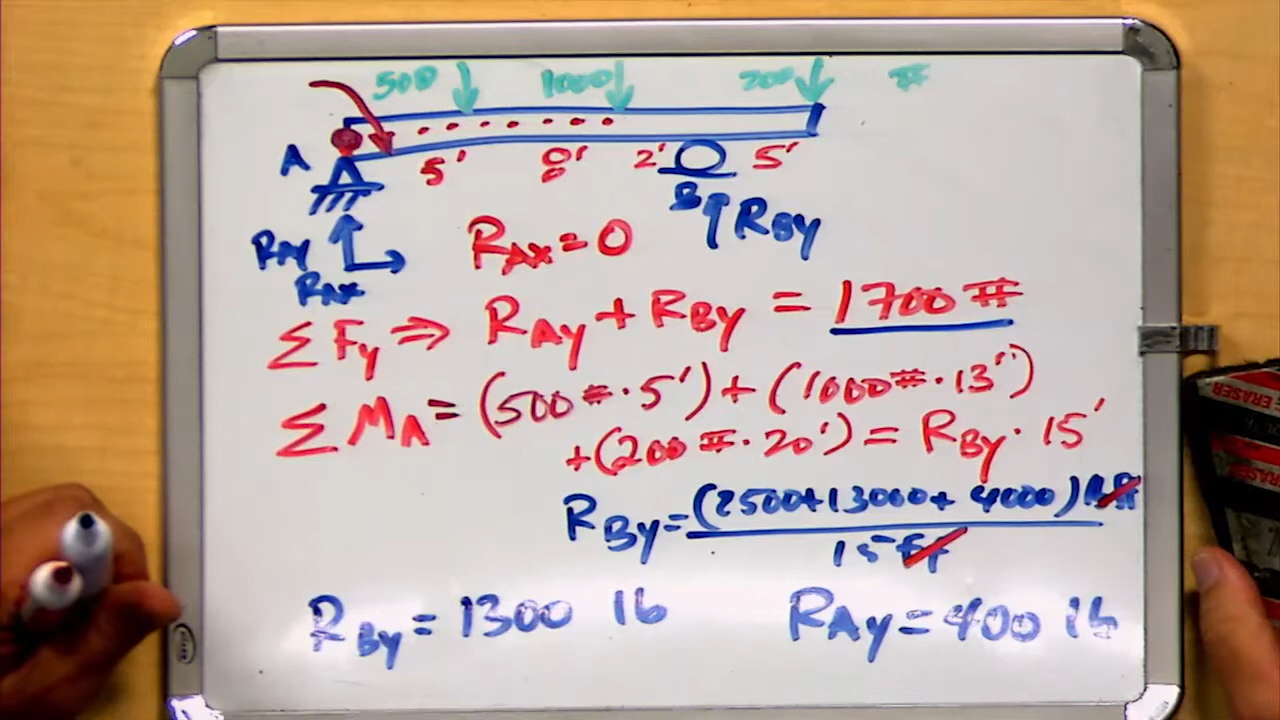 500 1000 200 #
A 5' 8' 2' 5'
B RBy
RAy RAx = 0
RAx
ΣFy ⇒ RAy + RBy = 1700 #
ΣMA = (500 # · 5') + (1000 # · 13')
+ (200 # · 20') = RBy · 15'
RBy = (2500 + 13000 + 4000) lb ft
15 ft
RBy = 1300 lb RAy = 400 lb
ERASER